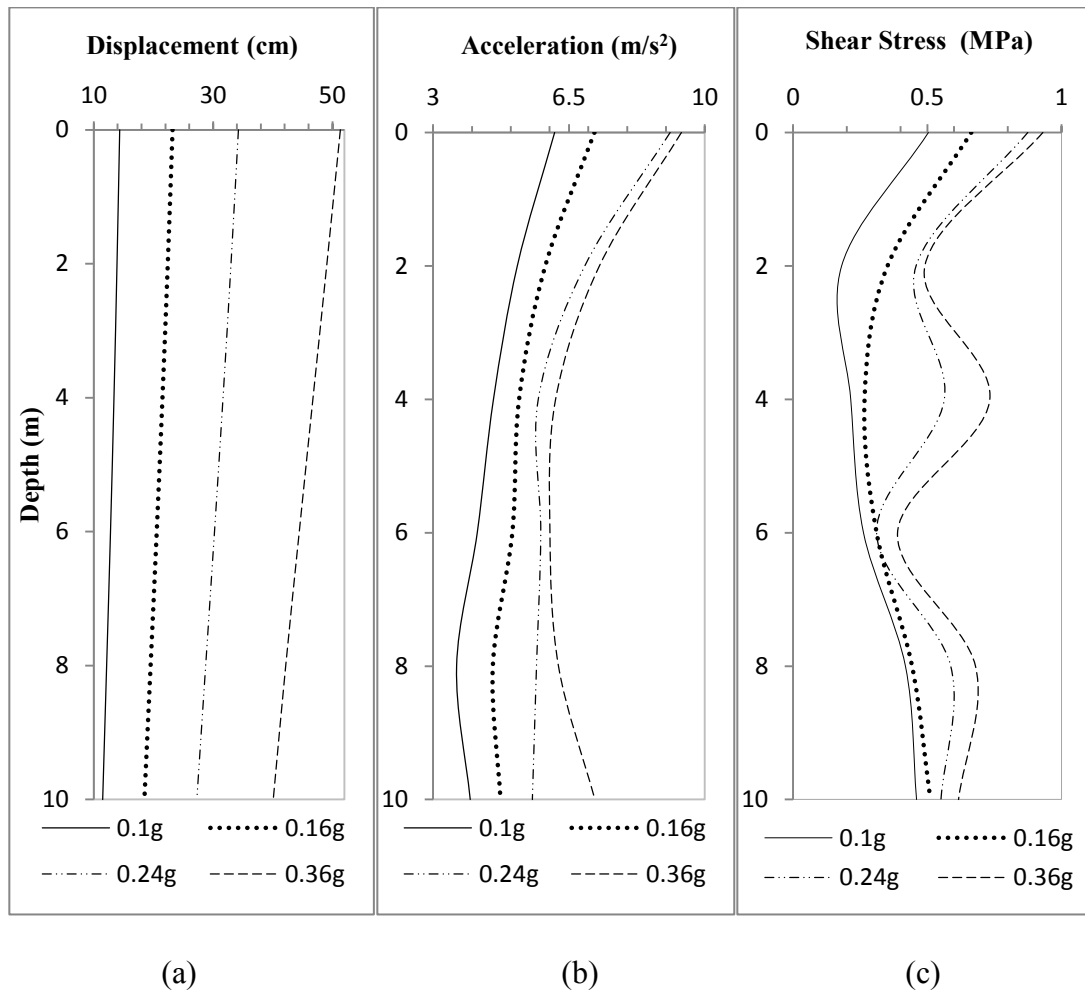 Displacement (cm)
10 30 50
0
2
4
6
8
10
Depth (m)
0.1g 0.16g
0.24g 0.36g
(a)
Acceleration (m/s²)
3 6.5 10
0
2
4
6
8
10
0.1g 0.16g
0.24g 0.36g
(b)
Shear Stress (MPa)
0 0.5 1
0
2
4
6
8
10
0.1g 0.16g
0.24g 0.36g
(c)